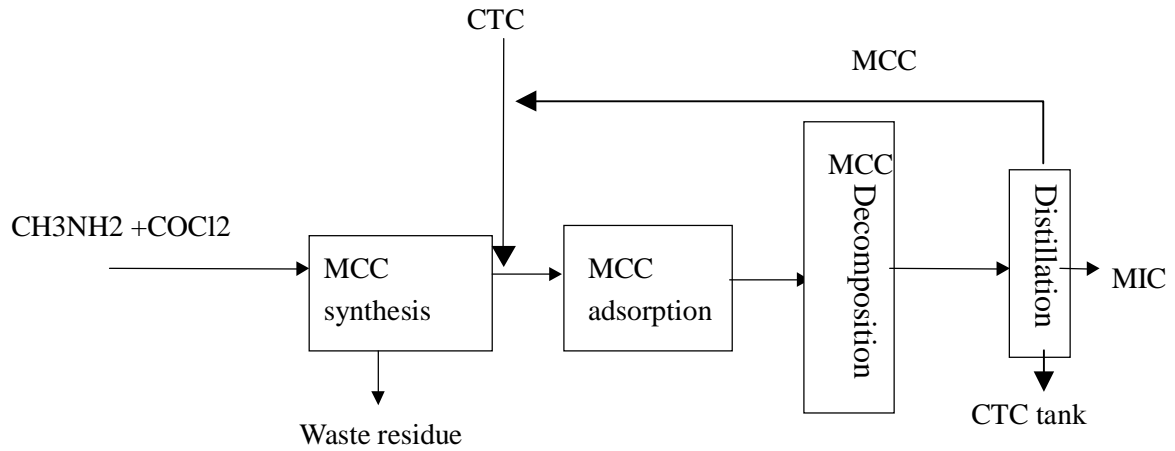 CTC
MCC
CH3NH2 +COCl2
MCC
synthesis
MCC
adsorption
MCC
Decomposition
Distillation
MIC
Waste residue
CTC tank